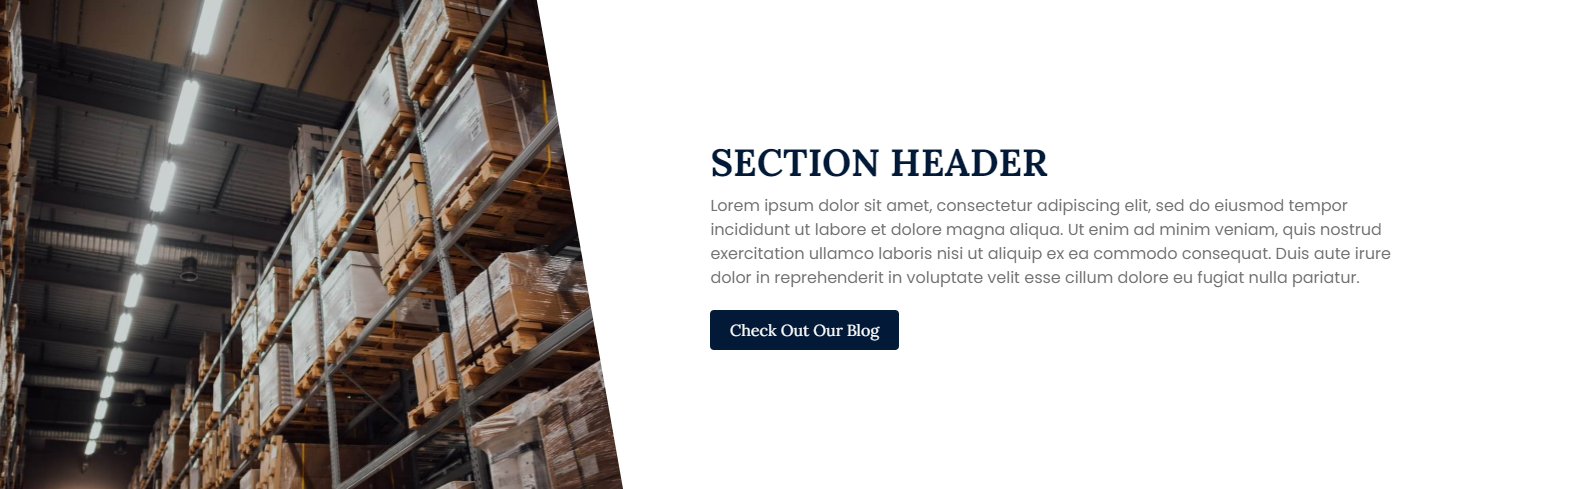 SECTION HEADER
Lorem ipsum dolor sit amet, consectetur adipiscing elit, sed do eiusmod tempor
incididunt ut labore et dolore magna aliqua. Ut enim ad minim veniam, quis nostrud
exercitation ullamco laboris nisi ut aliquip ex ea commodo consequat. Duis aute irure
dolor in reprehenderit in voluptate velit esse cillum dolore eu fugiat nulla pariatur.
Check Out Our Blog